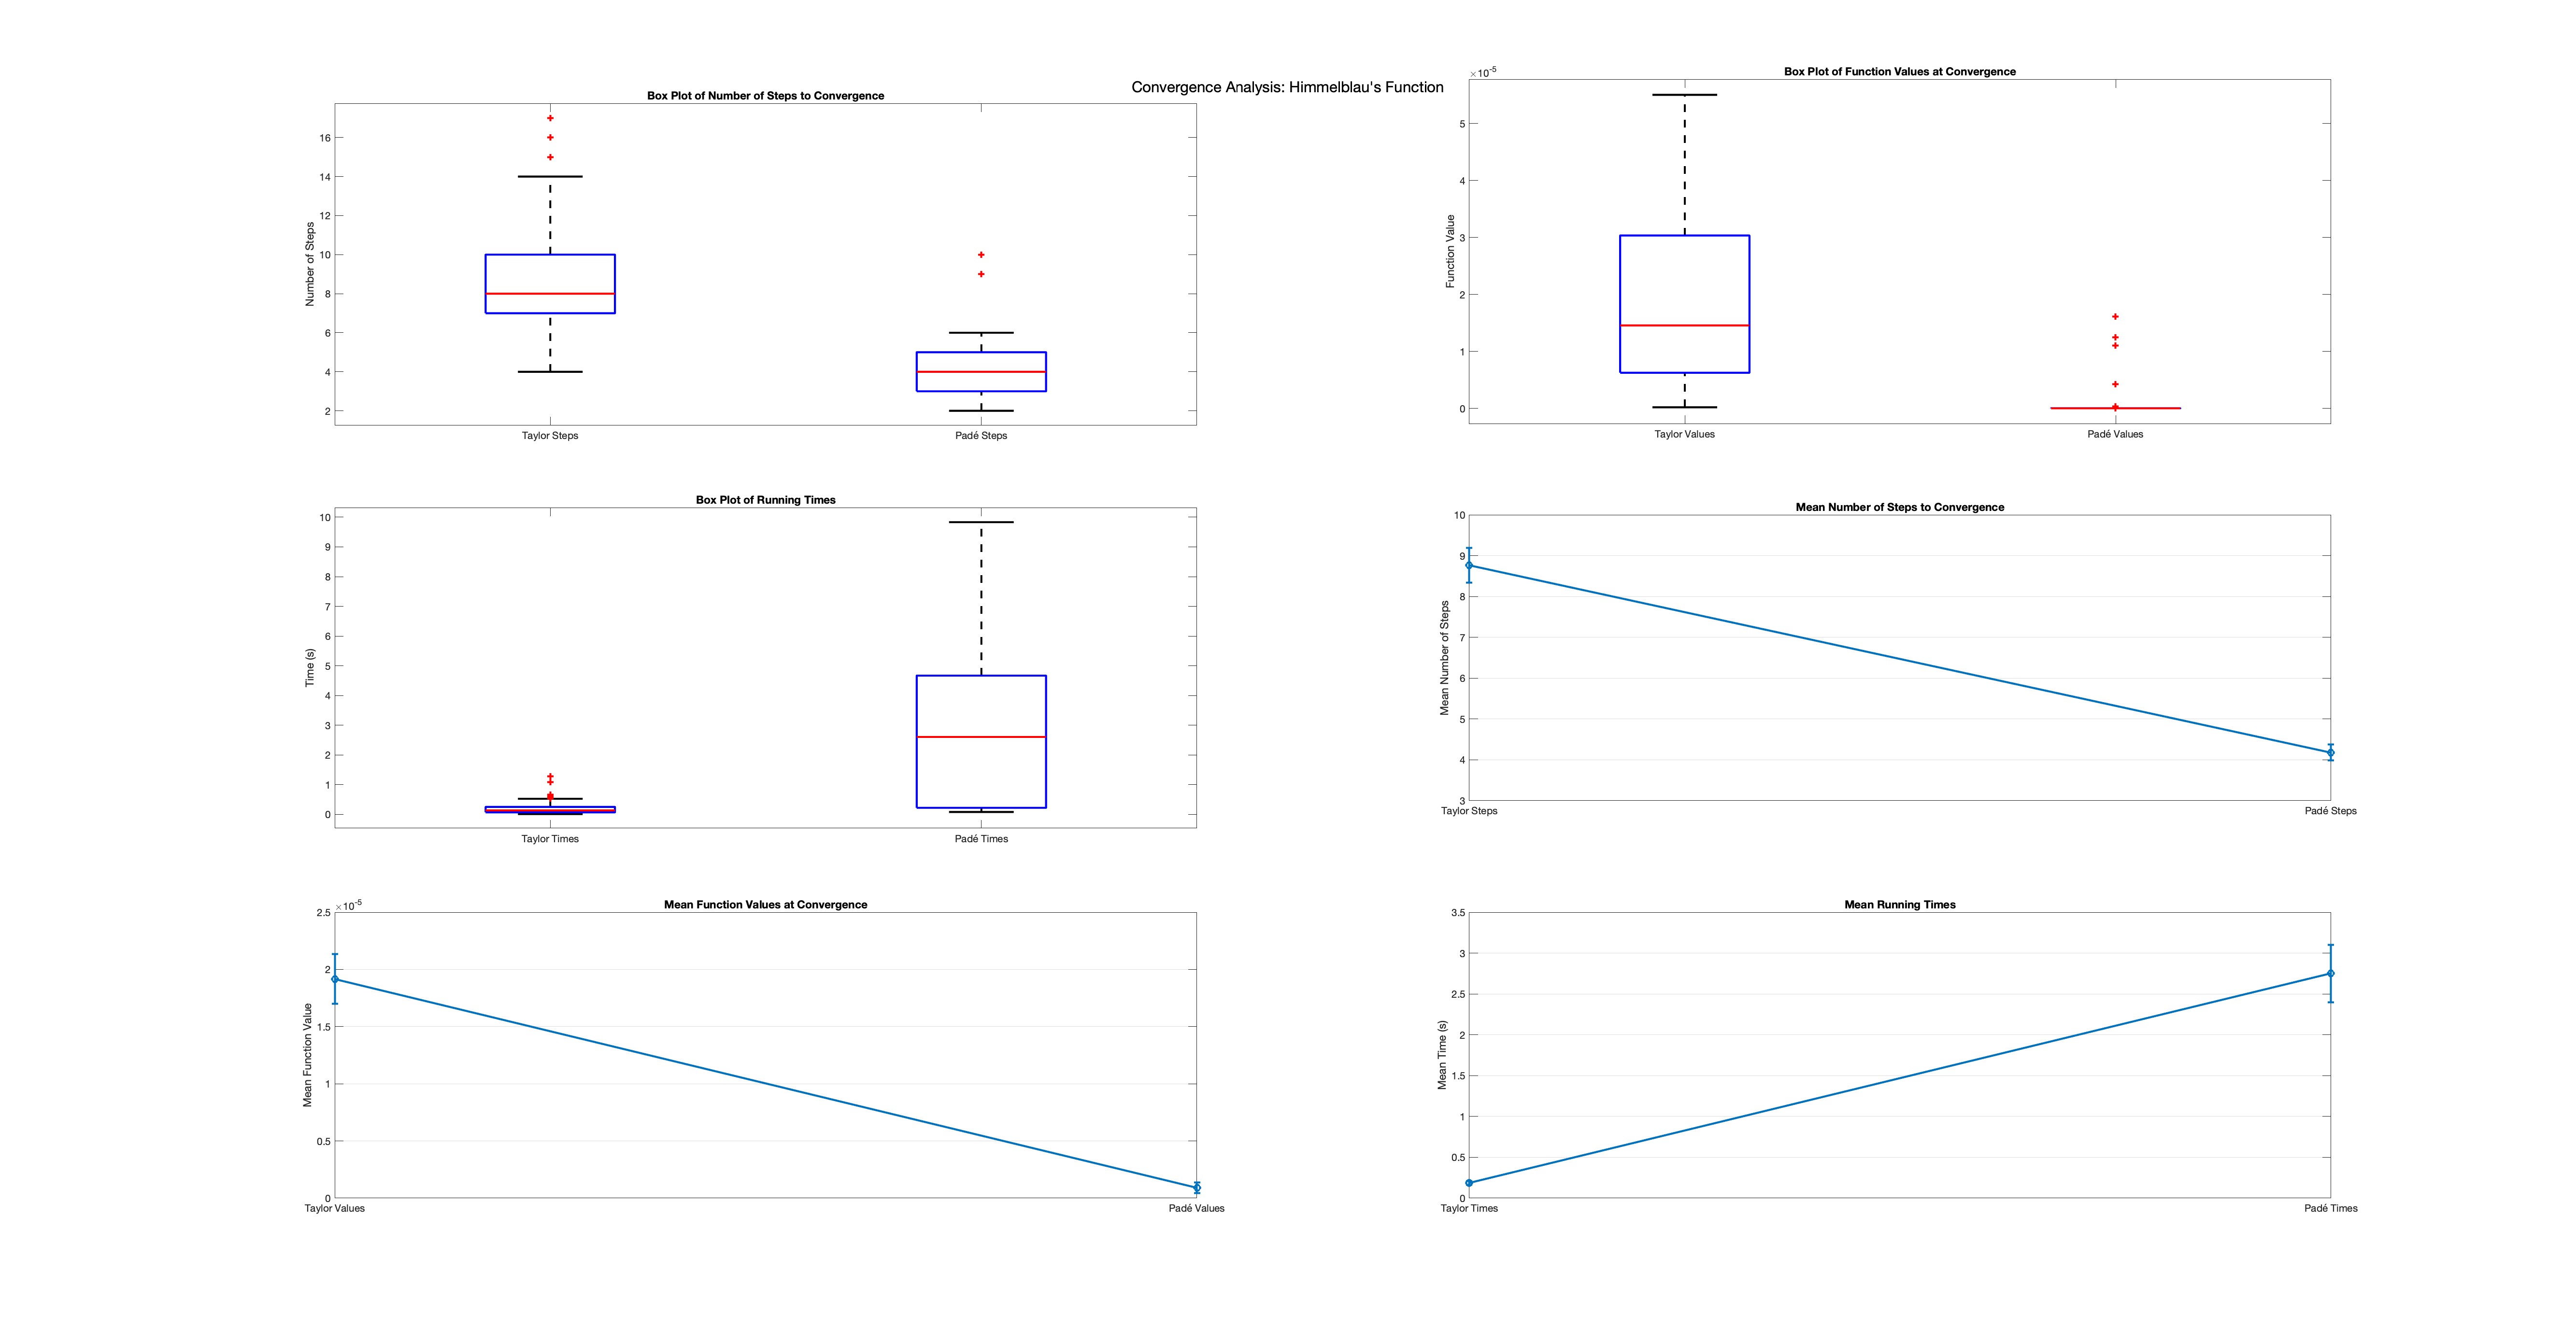 Convergence Analysis: Himmelblau's Function
Box Plot of Number of Steps to Convergence
Number of Steps
16
14
12
10
8
6
4
2
Taylor Steps
Padé Steps
Box Plot of Function Values at Convergence
×10-5
Function Value
5
4
3
2
1
0
Taylor Values
Padé Values
Box Plot of Running Times
Time (s)
10
9
8
7
6
5
4
3
2
1
0
Taylor Times
Padé Times
Mean Number of Steps to Convergence
Mean Number of Steps
10
9
8
7
6
5
4
3
Taylor Steps
Padé Steps
Mean Function Values at Convergence
×10-5
Mean Function Value
2.5
2
1.5
1
0.5
0
Taylor Values
Padé Values
Mean Running Times
Mean Time (s)
3.5
3
2.5
2
1.5
1
0.5
0
Taylor Times
Padé Times